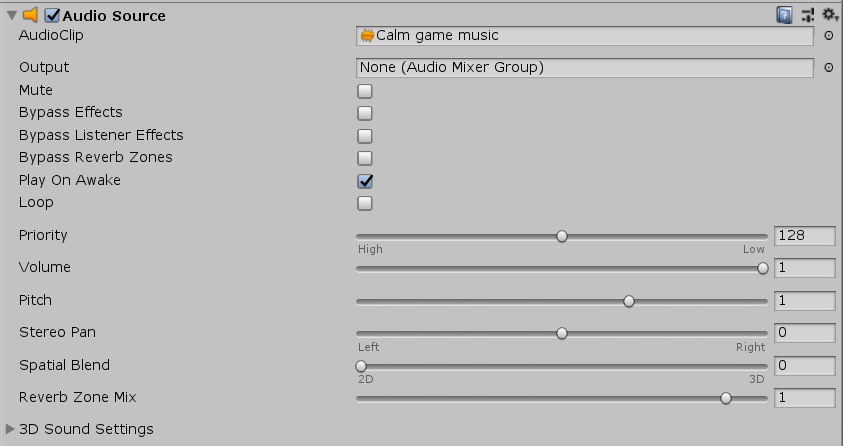 Audio Source
AudioClip Calm game music
Output None (Audio Mixer Group)
Mute
Bypass Effects
Bypass Listener Effects
Bypass Reverb Zones
Play On Awake
Loop
Priority 128
High Low
Volume 1
Pitch 1
Stereo Pan 0
Left Right
Spatial Blend 0
2D 3D
Reverb Zone Mix 1
3D Sound Settings